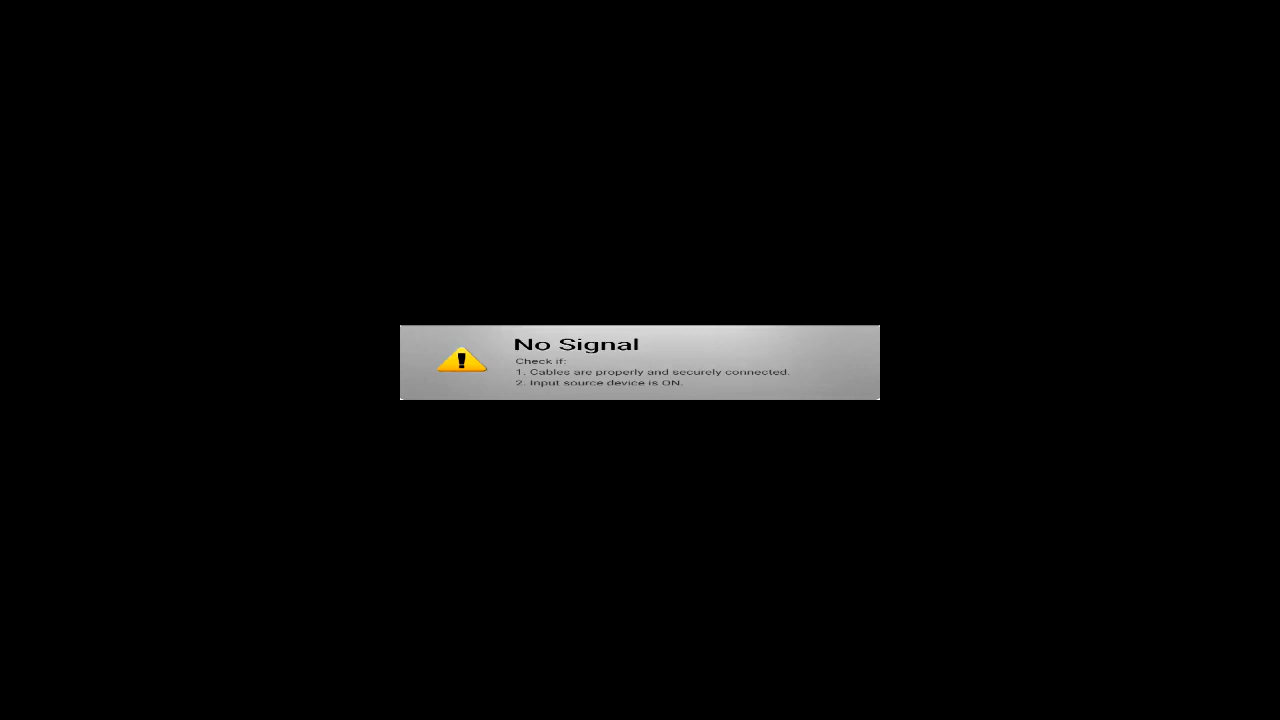 No Signal
Check if:
1. Cables are properly and securely connected.
2. Input source device is ON.